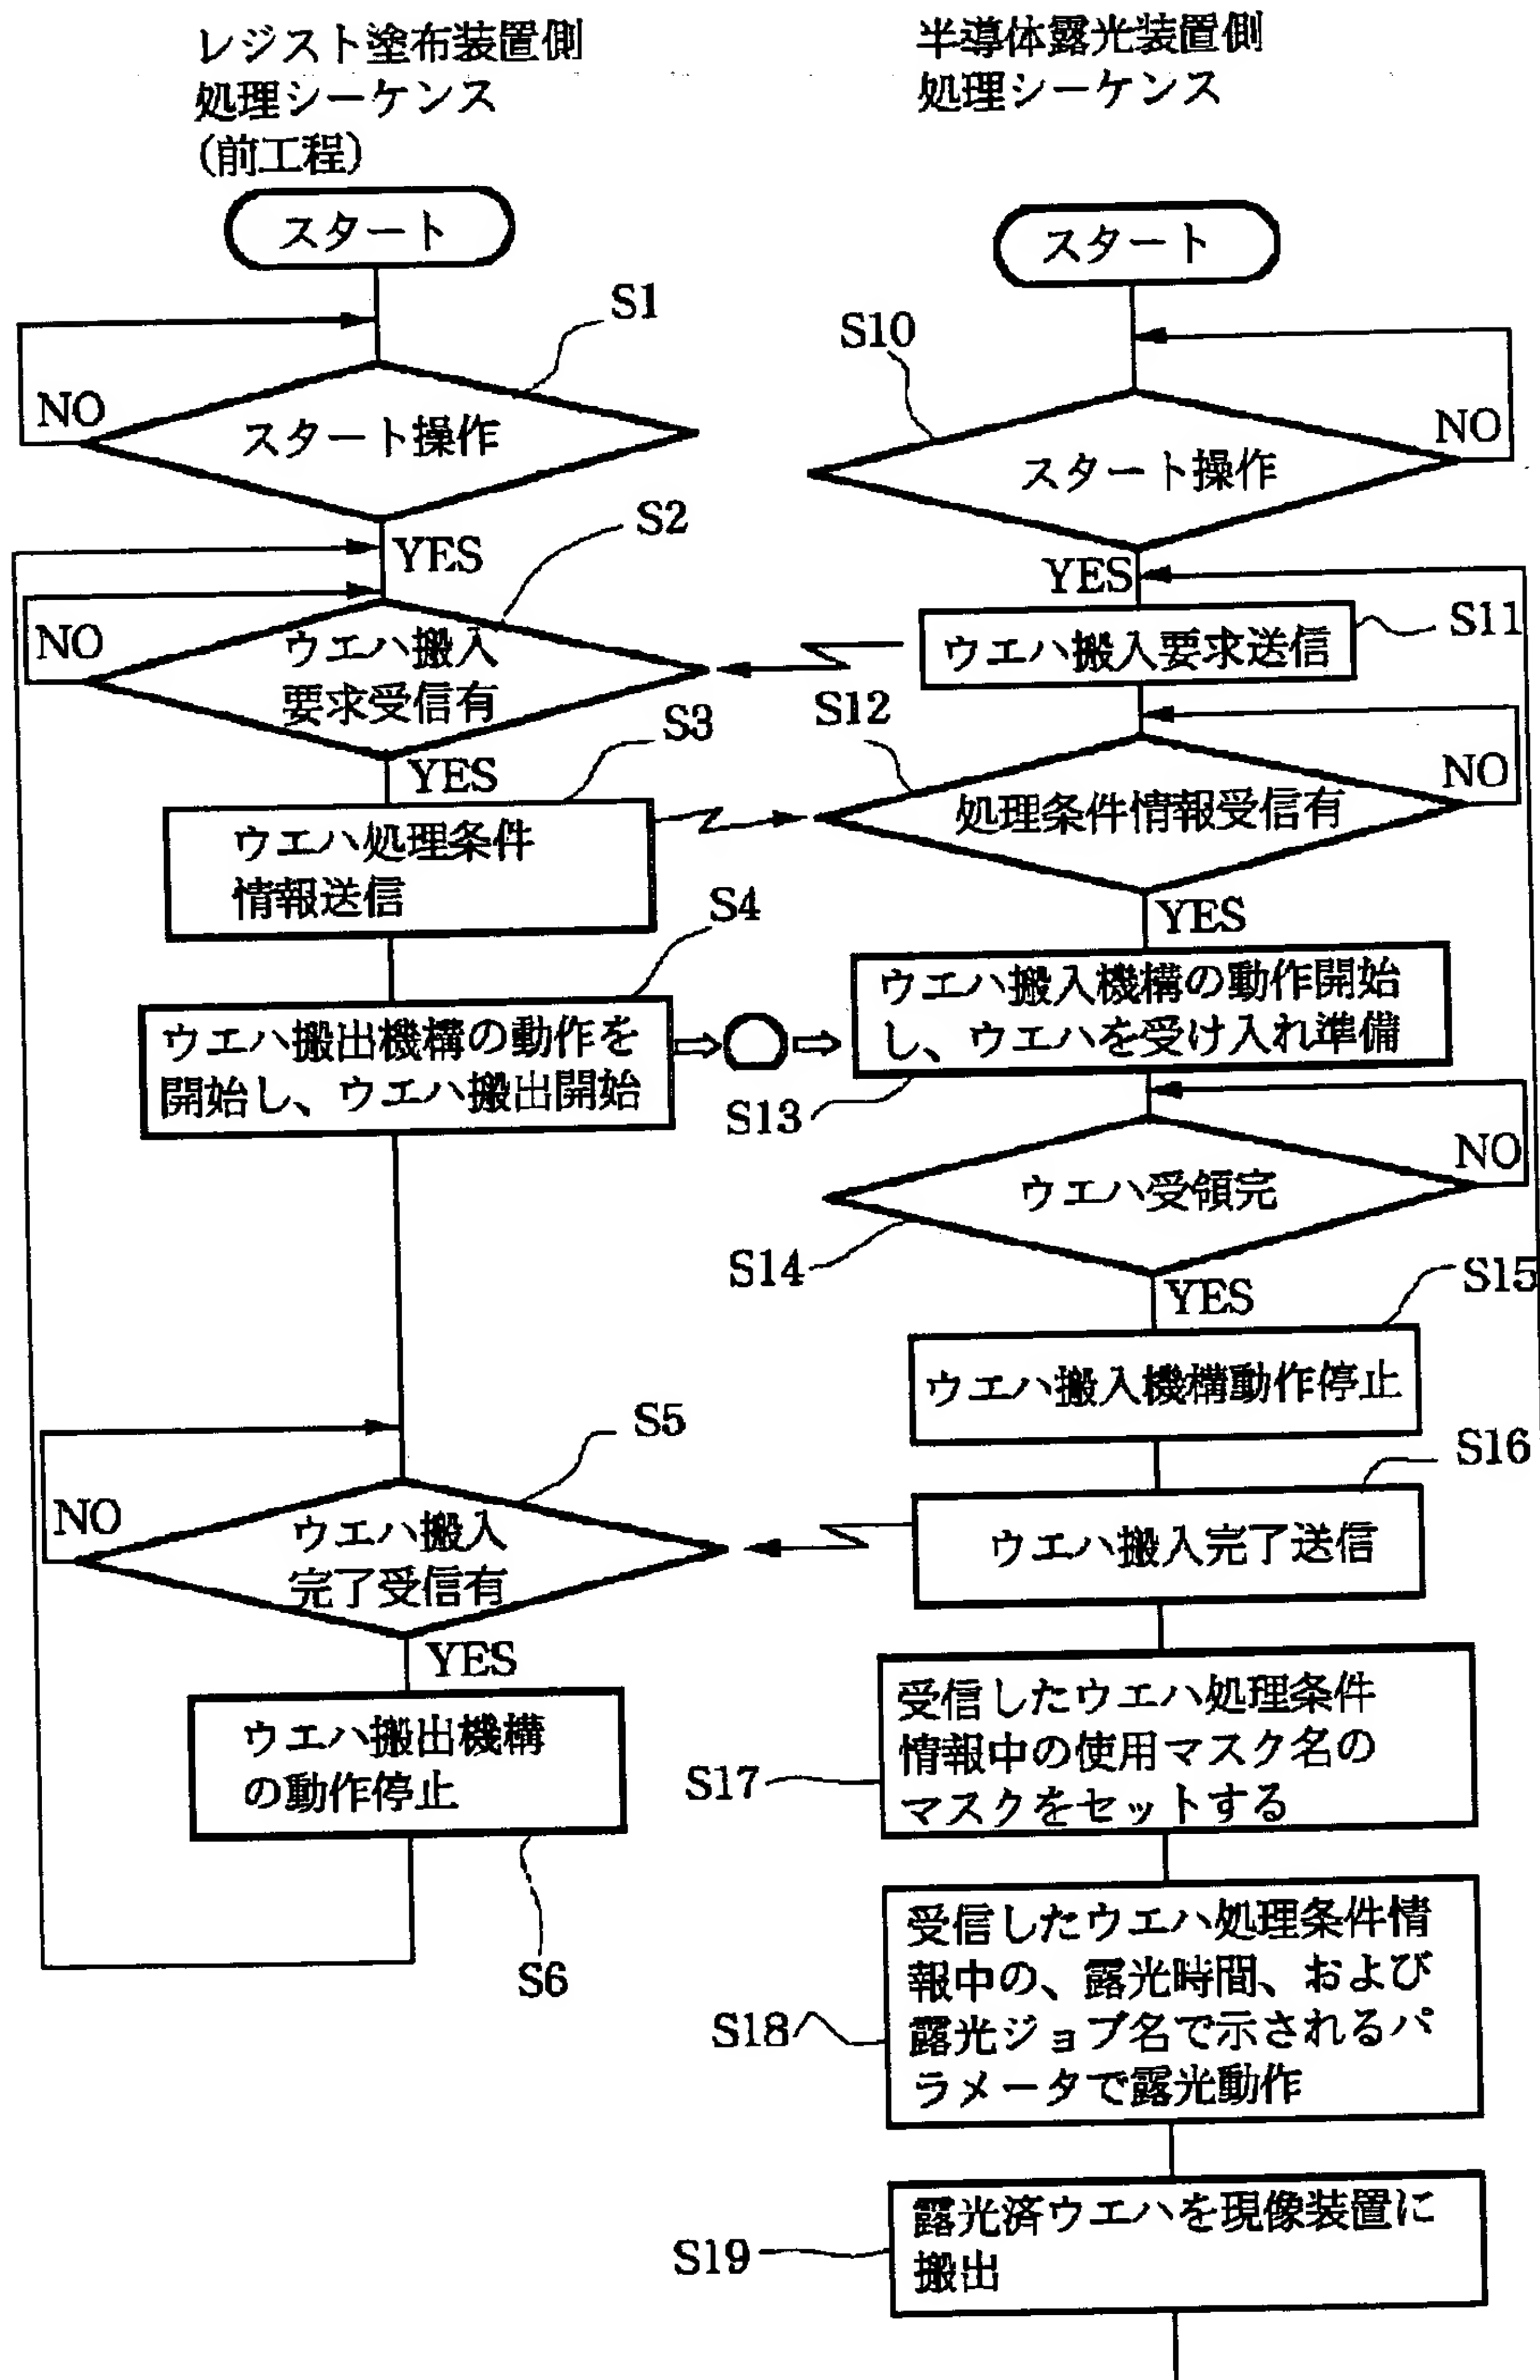 レジスト塗布装置側
処理シーケンス
(前工程)
スタート
S1
NO
スタート操作
YES
S2
NO
ウエハ搬入
要求受信有
YES
S3
ウエハ処理条件
情報送信
S4
ウエハ搬出機構の動作を
開始し、ウエハ搬出開始
S5
NO
ウエハ搬入
完了受信有
YES
ウエハ搬出機構
の動作停止
S6
半導体露光装置側
処理シーケンス
スタート
S10
NO
スタート操作
YES
S11
ウエハ搬入要求送信
S12
NO
処理条件情報受信有
YES
ウエハ搬入機構の動作開始
し、ウエハを受け入れ準備
S13
NO
ウエハ受領完
S14
YES
S15
ウエハ搬入機構動作停止
S16
ウエハ搬入完了送信
受信したウエハ処理条件
情報中の使用マスク名の
マスクをセットする
S17
受信したウエハ処理条件情
報中の、露光時間、および
露光ジョブ名で示されるパ
ラメータで露光動作
S18
露光済ウエハを現像装置に
搬出
S19